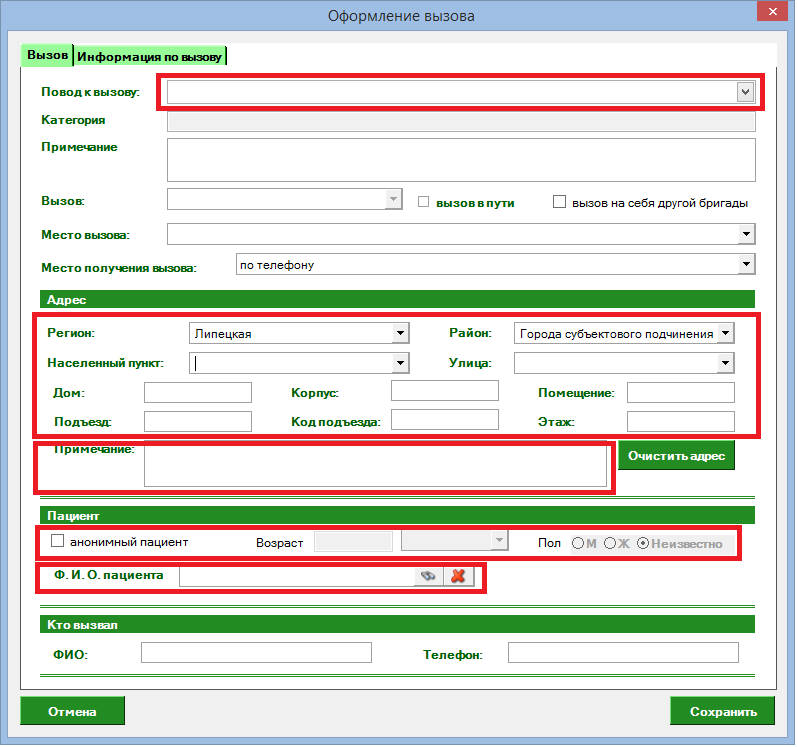 Оформление вызова
Вызов Информация по вызову
Повод к вызову:
Категория
Примечание
Вызов: вызов в пути вызов на себя другой бригады
Место вызова:
Место получения вызова: по телефону
Адрес
Регион: Липецкая Район: Города субъектового подчинения
Населенный пункт: Улица:
Дом: Корпус: Помещение:
Подъезд: Код подъезда: Этаж:
Примечание: Очистить адрес
Пациент
анонимный пациент Возраст Пол М Ж Неизвестно
Ф. И. О. пациента
Кто вызвал
ФИО: Телефон:
Отмена Сохранить